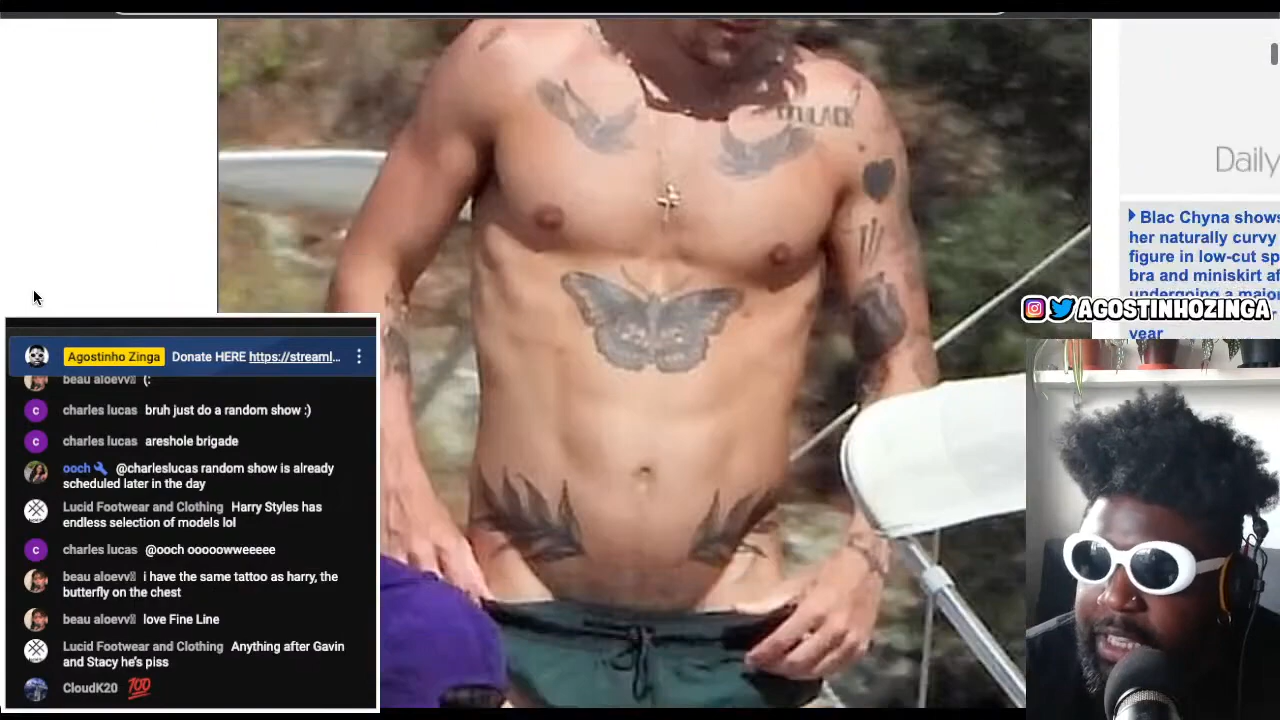 Daily
Blac Chyna shows
her naturally curvy
figure in low-cut sp
bra and miniskirt af
undergoing a major
year
AGOSTINHOZINGA
Agostinho Zinga Donate HERE https://streaml...
beau aloevv (:
charles lucas bruh just do a random show :)
charles lucas areshole brigade
ooch @charleslucas random show is already
scheduled later in the day
Lucid Footwear and Clothing Harry Styles has
endless selection of models lol
charles lucas @ooch ooooowweeeee
beau aloevv i have the same tattoo as harry, the
butterfly on the chest
beau aloevv love Fine Line
Lucid Footwear and Clothing Anything after Gavin
and Stacy he's piss
CloudK20 💯